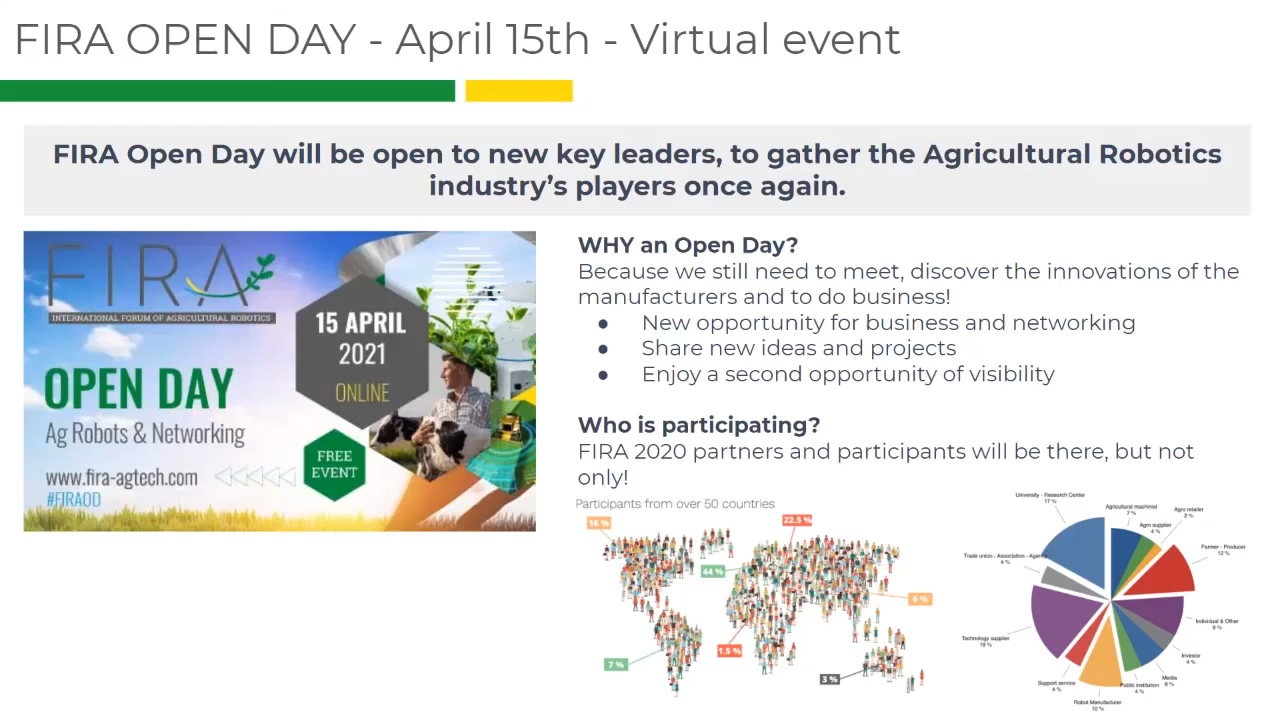 FIRA OPEN DAY - April 15th - Virtual event
FIRA Open Day will be open to new key leaders, to gather the Agricultural Robotics
industry's players once again.
FIRA
INTERNATIONAL FORUM OF AGRICULTURAL ROBOTICS
15 APRIL
2021
ONLINE
OPEN DAY
Ag Robots & Networking
FREE
EVENT
www.fira-agtech.com
#FIRAOD
WHY an Open Day?
Because we still need to meet, discover the innovations of the
manufacturers and to do business!
● New opportunity for business and networking
● Share new ideas and projects
● Enjoy a second opportunity of visibility
Who is participating?
FIRA 2020 partners and participants will be there, but not
only!
Participants from over 50 countries
16 %
22.5 %
44 %
6 %
1.5 %
7 %
3 %
University - Research Center
17 %
Agricultural machinist
7 %
Agro retailer
2 %
Agro supplier
4 %
Farmer - Producer
12 %
Trade union - Association - Agency
4 %
Individual & Other
9 %
Technology supplier
18 %
Investor
4 %
Media
6 %
Support service
4 %
Public institution
4 %
Robot Manufacturer
10 %